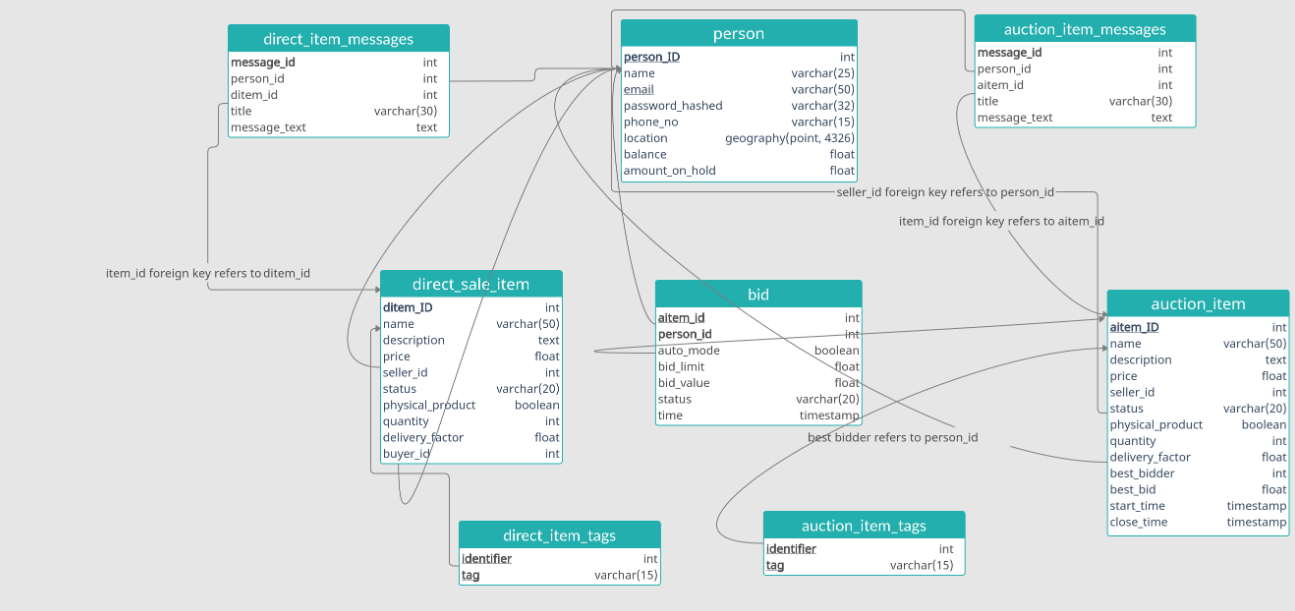 direct_item_messages
message_id int
person_id int
ditem_id int
title varchar(30)
message_text text
person
person_ID int
name varchar(25)
email varchar(50)
password_hashed varchar(32)
phone_no varchar(15)
location geography(point, 4326)
balance float
amount_on_hold float
auction_item_messages
message_id int
person_id int
aitem_id int
title varchar(30)
message_text text
seller_id foreign key refers to person_id
item_id foreign key refers to aitem_id
item_id foreign key refers to ditem_id
direct_sale_item
ditem_ID int
name varchar(50)
description text
price float
seller_id int
status varchar(20)
physical_product boolean
quantity int
delivery_factor float
buyer_id int
bid
aitem_id int
person_id int
auto_mode boolean
bid_limit float
bid_value float
status varchar(20)
time timestamp
auction_item
aitem_ID int
name varchar(50)
description text
price float
seller_id int
status varchar(20)
physical_product boolean
quantity int
delivery_factor float
best_bidder int
best_bid float
start_time timestamp
close_time timestamp
best bidder refers to person_id
direct_item_tags
identifier int
tag varchar(15)
auction_item_tags
identifier int
tag varchar(15)